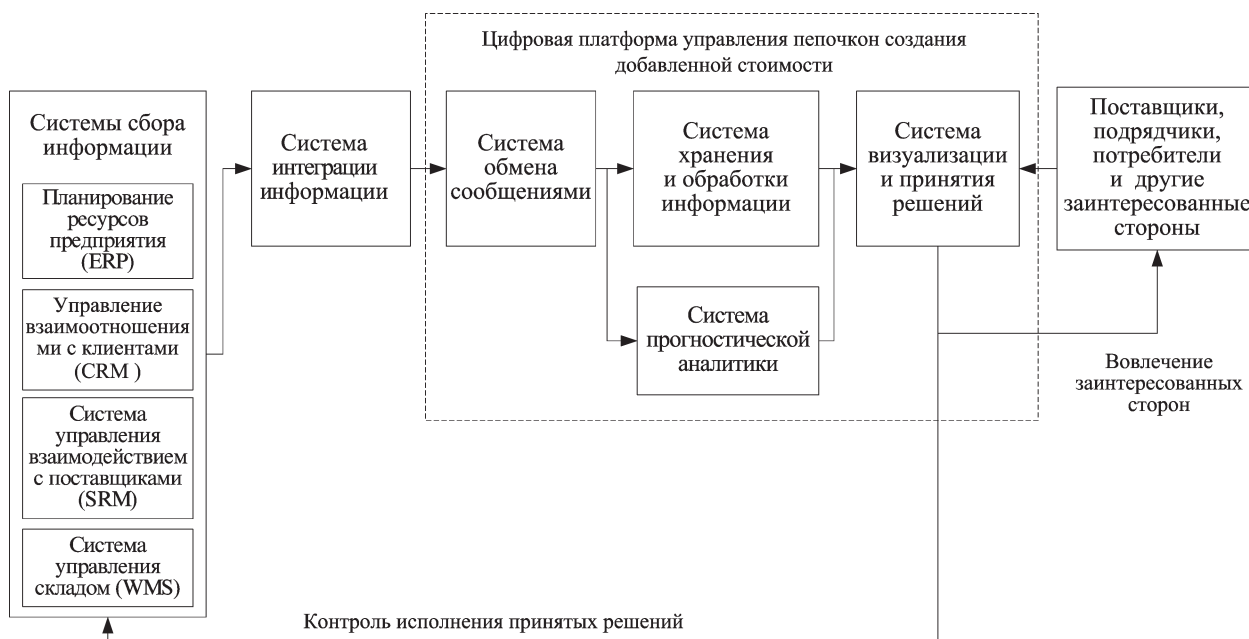 Цифровая платформа управления пепочкон создания
добавленной стоимости
Системы сбора
информации
Планирование
ресурсов
предприятия
(ERP)
Управление
взаимоотношения
ми с клиентами
(CRM )
Система
управления
взаимодействием
с поставщиками
(SRM)
Система
управления
складом (WMS)
Система
интеграции
информации
Система
обмена
сообщениями
Система
хранения
и обработки
информации
Система
прогностической
аналитики
Система
визуализации
и принятия
решений
Поставщики,
подрядчики,
потребители
и другие
заинтересованные
стороны
Вовлечение
заинтересованных
сторон
Контроль исполнения принятых решений